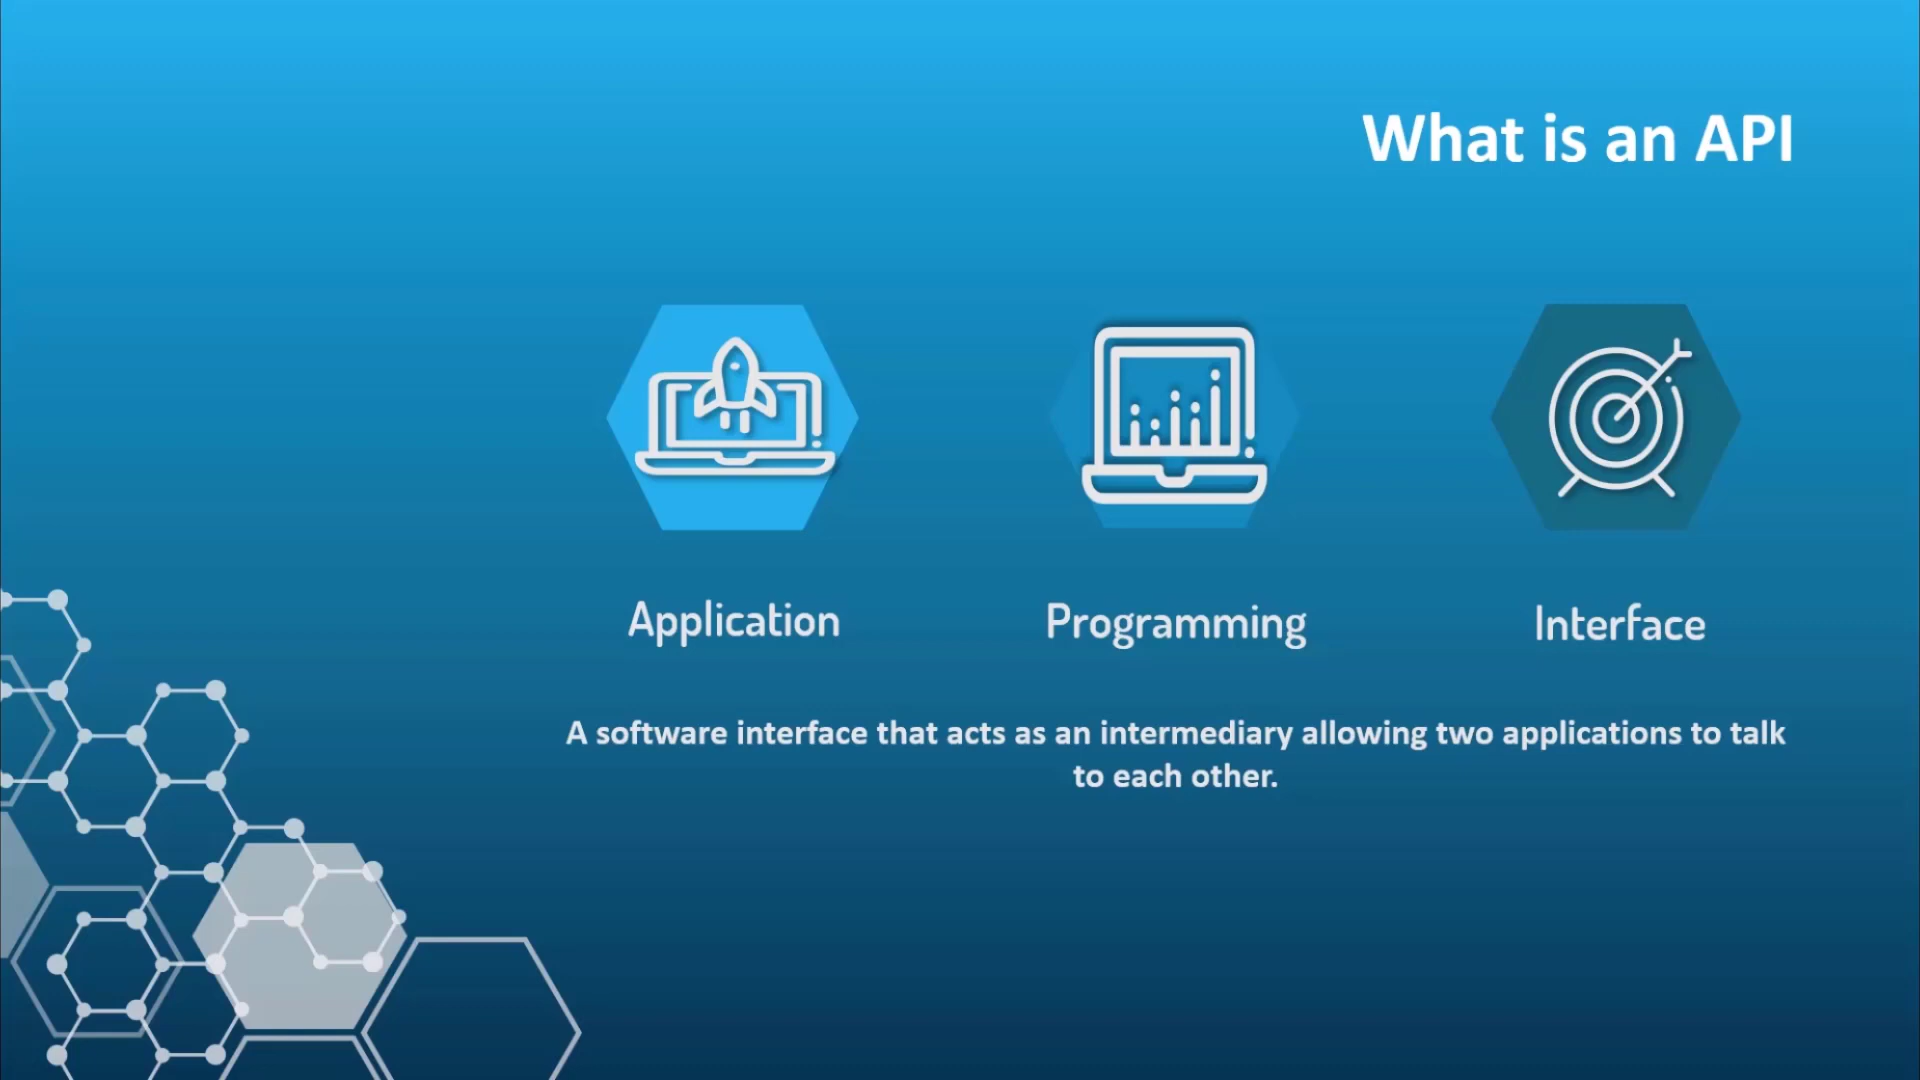 What is an API
Application
Programming
Interface
A software interface that acts as an intermediary allowing two applications to talk
to each other.